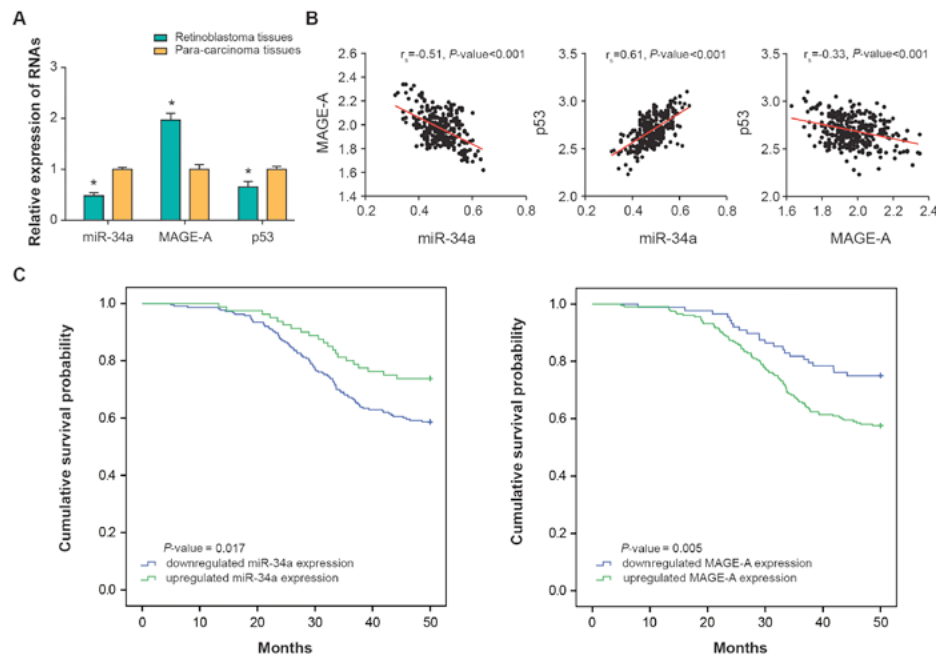 A
Retinoblastoma tissues
Para-carcinoma tissues
Relative expression of RNAs
3
2
1
0
*
*
*
miR-34a MAGE-A p53
B
rs=-0.51, P-value<0.001
MAGE-A
2.6
2.4
2.2
2.0
1.8
1.6
1.4
0.2 0.4 0.6 0.8
miR-34a
rs=0.61, P-value<0.001
p53
3.5
3.0
2.5
2.0
0.2 0.4 0.6 0.8
miR-34a
rs=-0.33, P-value<0.001
p53
3.5
3.0
2.5
2.0
1.6 1.8 2.0 2.2 2.4
MAGE-A
C
Cumulative survival probability
1.0
0.8
0.6
0.4
0.2
0.0
P-value = 0.017
downregulated miR-34a expression
upregulated miR-34a expression
0 10 20 30 40 50
Months
Cumulative survival probability
1.0
0.8
0.6
0.4
0.2
0.0
P-value = 0.005
downregulated MAGE-A expression
upregulated MAGE-A expression
0 10 20 30 40 50
Months